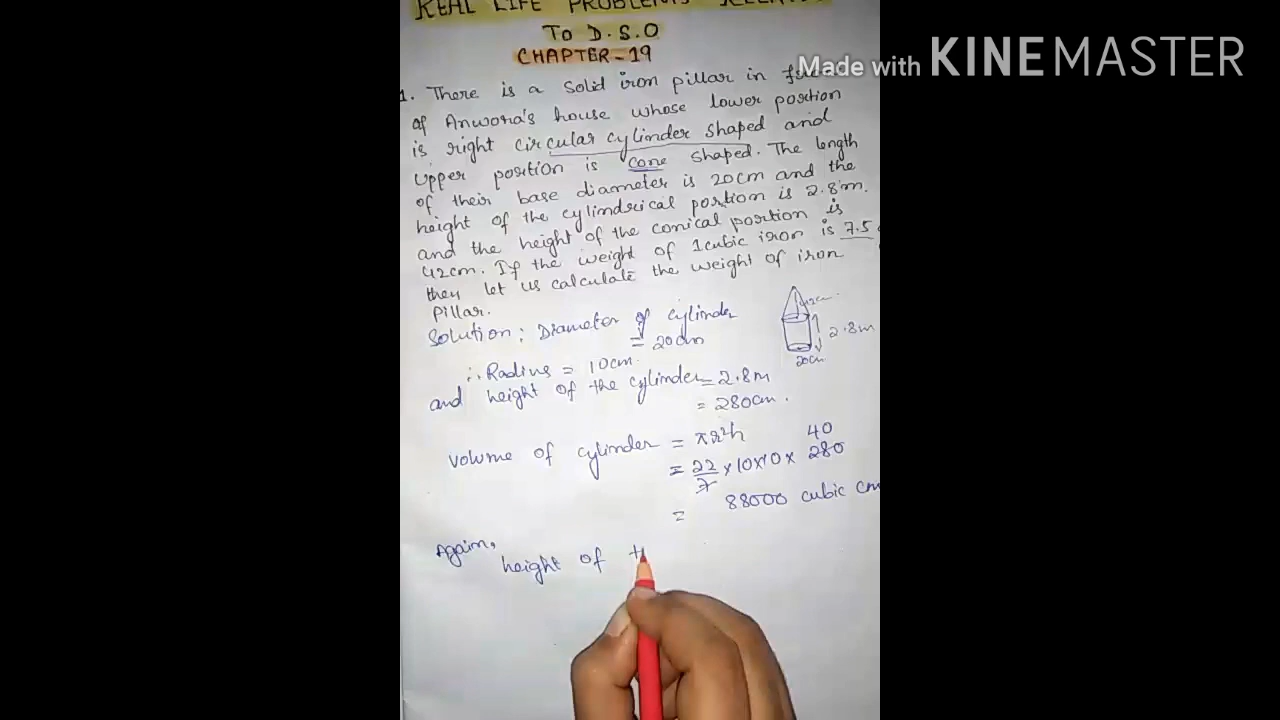 REAL LIFE PROBLEMS
TO D.S.O
CHAPTER-19
Made with KINEMASTER
1. There is a solid iron pillar in
of Anwora's house whose lower portion
is right circular cylinder shaped and
upper portion is cone shaped. The length
of their base diameter is 20cm and the
height of the cylindrical portion is 2.8m.
and the height of the conical portion is
42cm. If the weight of 1cubic iron is 7.5
then let us calculate the weight of iron
pillar.
Solution: Diameter of cylinder
= 20cm
∴ Radius = 10cm.
and height of the cylinder = 2.8m
= 280cm.
2.8m
20cm
volume of cylinder = πr²h
= 22/7 × 10×10 × 280
40
= 88000 cubic cm
Again,
height of